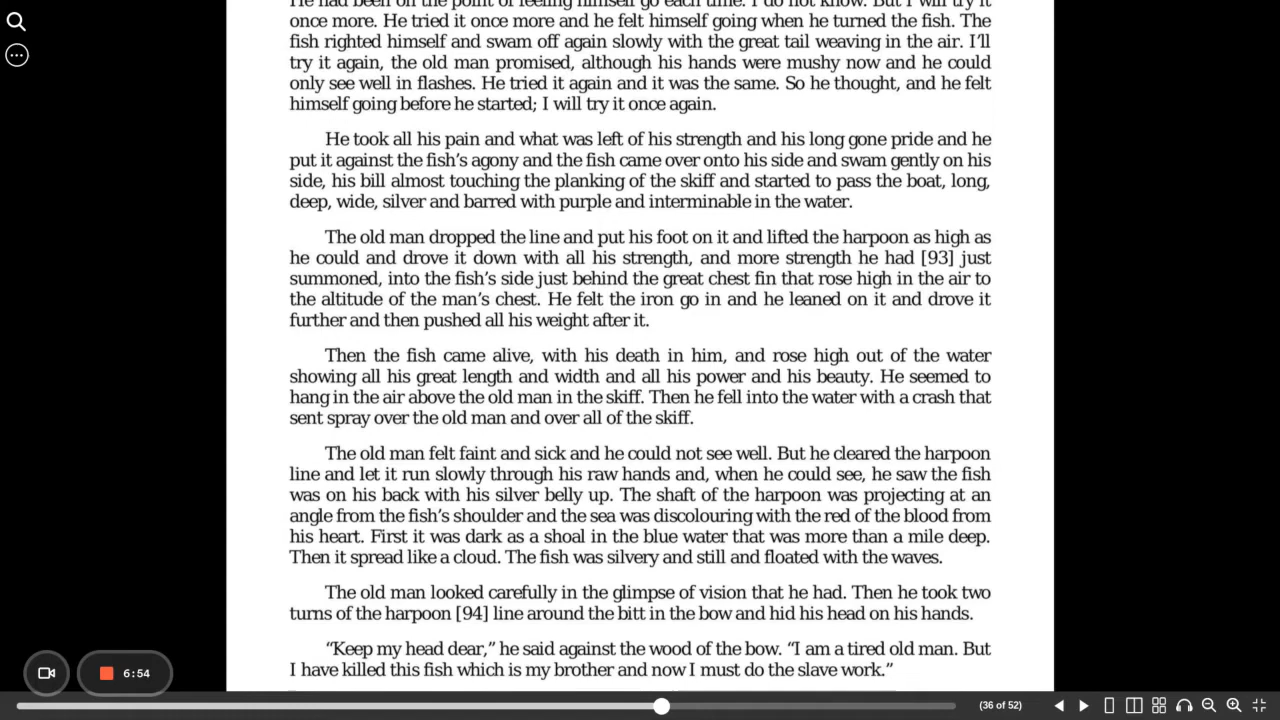 He had been on the point of feeling himself go each time. I do not know. But I will try it
once more. He tried it once more and he felt himself going when he turned the fish. The
fish righted himself and swam off again slowly with the great tail weaving in the air. I’ll
try it again, the old man promised, although his hands were mushy now and he could
only see well in flashes. He tried it again and it was the same. So he thought, and he felt
himself going before he started; I will try it once again.
He took all his pain and what was left of his strength and his long gone pride and he
put it against the fish’s agony and the fish came over onto his side and swam gently on his
side, his bill almost touching the planking of the skiff and started to pass the boat, long,
deep, wide, silver and barred with purple and interminable in the water.
The old man dropped the line and put his foot on it and lifted the harpoon as high as
he could and drove it down with all his strength, and more strength he had [93] just
summoned, into the fish’s side just behind the great chest fin that rose high in the air to
the altitude of the man’s chest. He felt the iron go in and he leaned on it and drove it
further and then pushed all his weight after it.
Then the fish came alive, with his death in him, and rose high out of the water
showing all his great length and width and all his power and his beauty. He seemed to
hang in the air above the old man in the skiff. Then he fell into the water with a crash that
sent spray over the old man and over all of the skiff.
The old man felt faint and sick and he could not see well. But he cleared the harpoon
line and let it run slowly through his raw hands and, when he could see, he saw the fish
was on his back with his silver belly up. The shaft of the harpoon was projecting at an
angle from the fish’s shoulder and the sea was discolouring with the red of the blood from
his heart. First it was dark as a shoal in the blue water that was more than a mile deep.
Then it spread like a cloud. The fish was silvery and still and floated with the waves.
The old man looked carefully in the glimpse of vision that he had. Then he took two
turns of the harpoon [94] line around the bitt in the bow and hid his head on his hands.
“Keep my head dear,” he said against the wood of the bow. “I am a tired old man. But
I have killed this fish which is my brother and now I must do the slave work.”
6:54
(36 of 52)